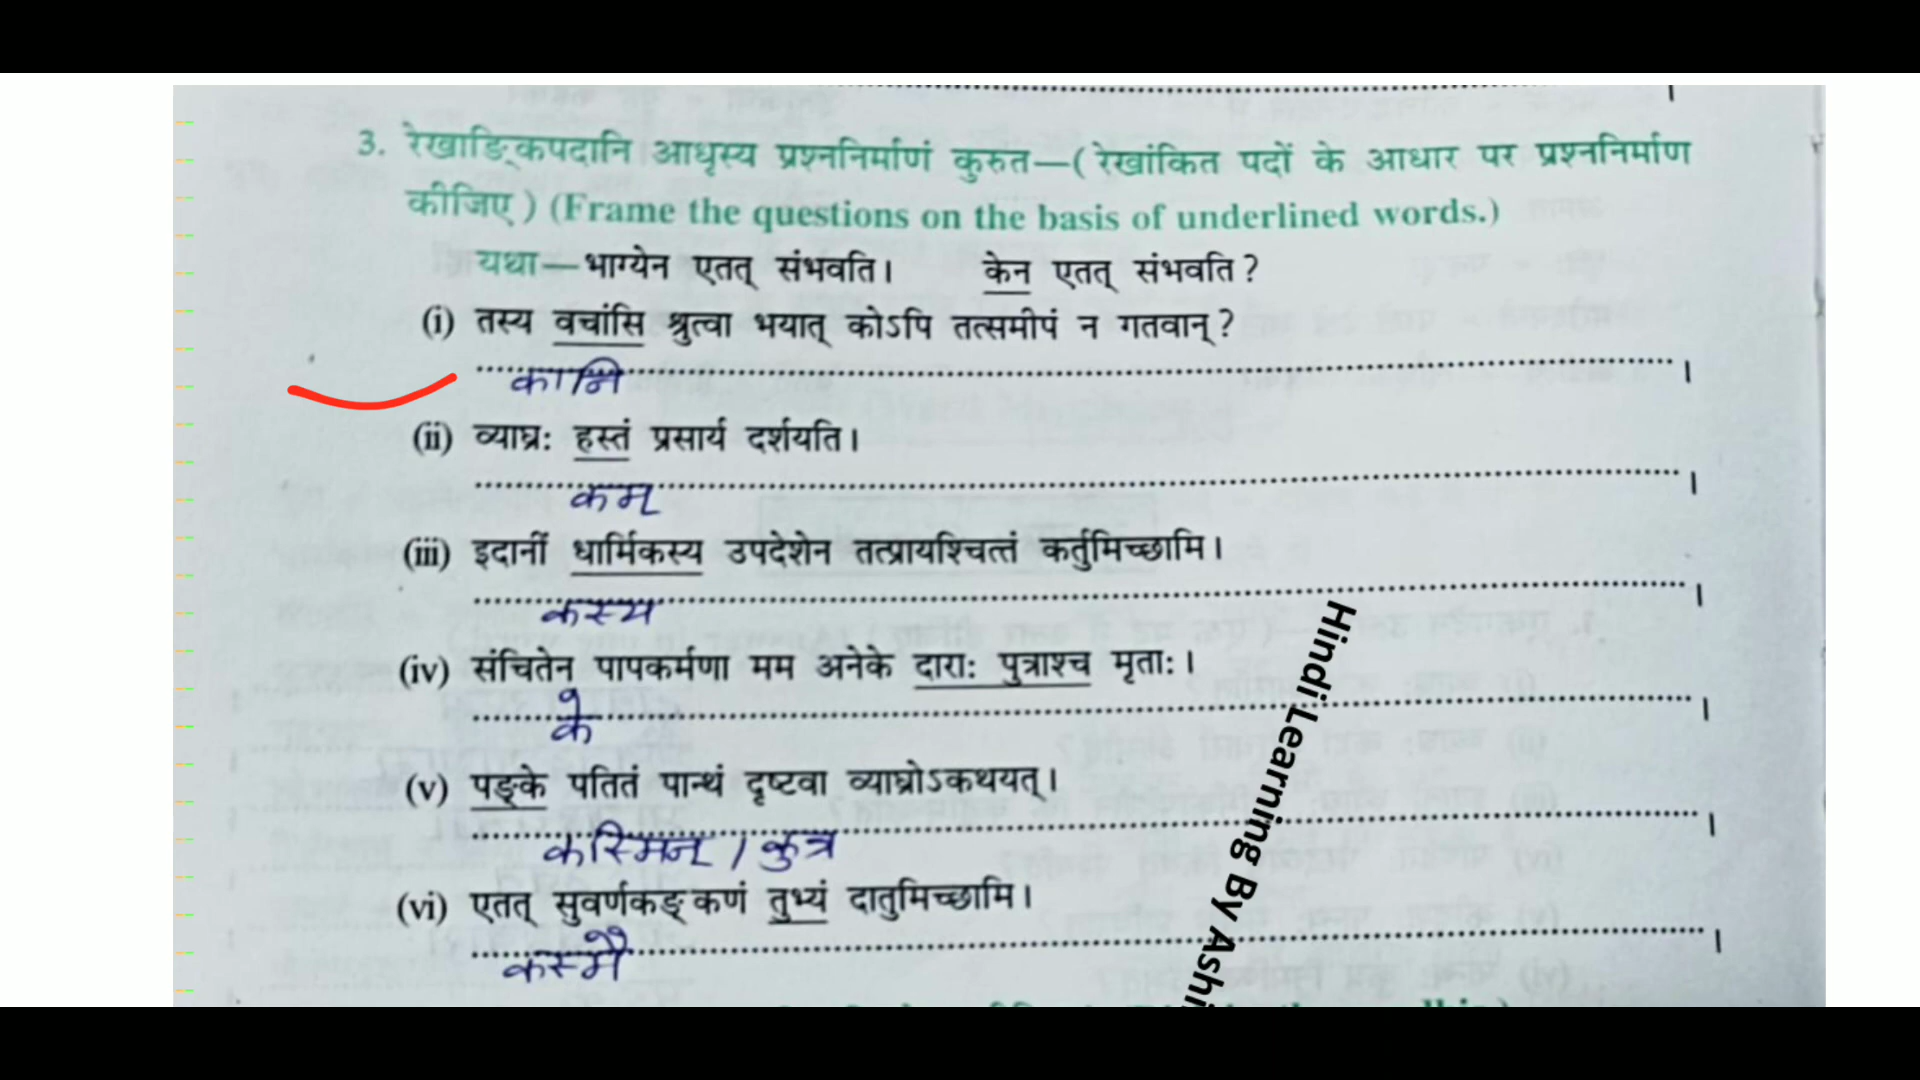 3. रेखाङ्किपदानि आधृस्य प्रश्ननिर्माणं कुरुत—(रेखांकित पदों के आधार पर प्रश्ननिर्माण
कीजिए) (Frame the questions on the basis of underlined words.)
यथा—भाग्येन एतत् संभवति। केन एतत् संभवति?
(i) तस्य वचांसि श्रुत्वा भयात् कोऽपि तत्समीपं न गतवान्?
कानि
(ii) व्याघ्रः हस्तं प्रसार्य दर्शयति।
कम्
(iii) इदानीं धार्मिकस्य उपदेशेन तत्प्रायश्चित्तं कर्तुमिच्छामि।
कस्य
(iv) संचितेन पापकर्मणा मम अनेके दाराः पुत्राश्च मृताः।
के
(v) पङ्के पतितं पान्थं दृष्टवा व्याघ्रोऽकथयत्।
कस्मिन् / कुत्र
(vi) एतत् सुवर्णकङ्कणं तुभ्यं दातुमिच्छामि।
कस्मै
Hindi Learning By Ashi